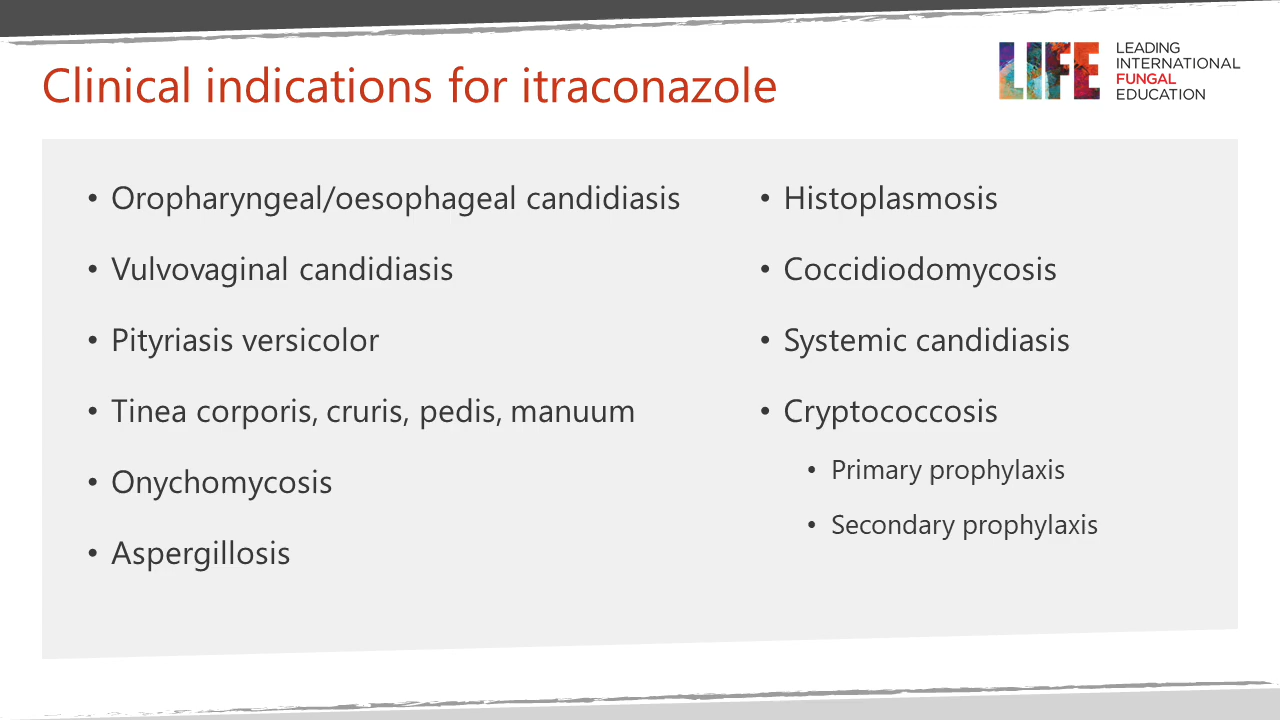 Clinical indications for itraconazole
LIFE
LEADING
INTERNATIONAL
FUNGAL
EDUCATION
• Oropharyngeal/oesophageal candidiasis
• Vulvovaginal candidiasis
• Pityriasis versicolor
• Tinea corporis, cruris, pedis, manuum
• Onychomycosis
• Aspergillosis
• Histoplasmosis
• Coccidiodomycosis
• Systemic candidiasis
• Cryptococcosis
• Primary prophylaxis
• Secondary prophylaxis